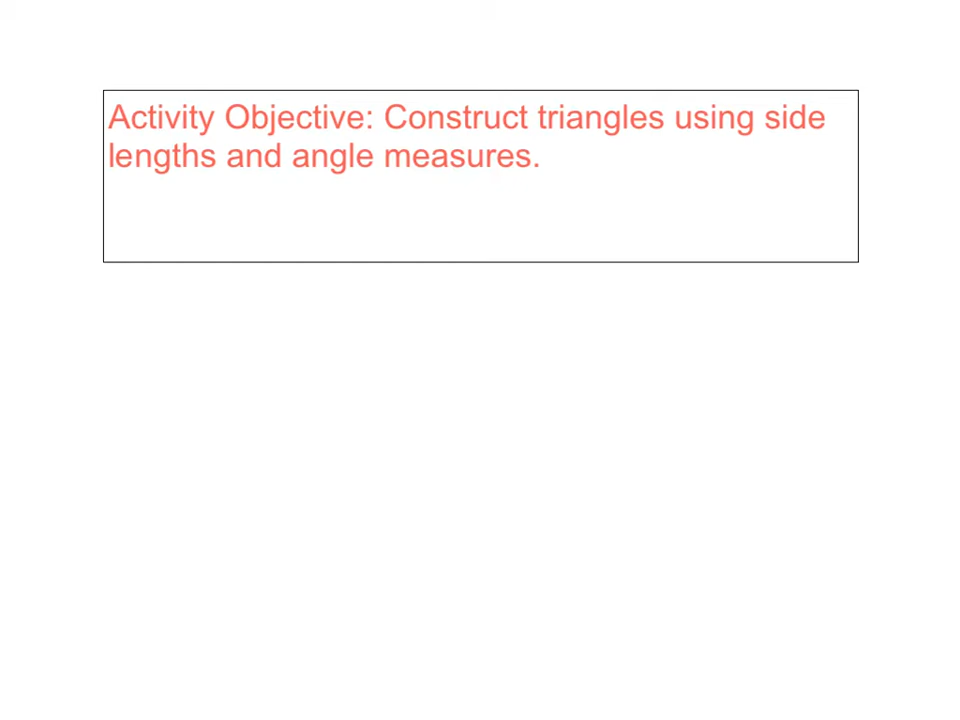 Activity Objective: Construct triangles using side
lengths and angle measures.